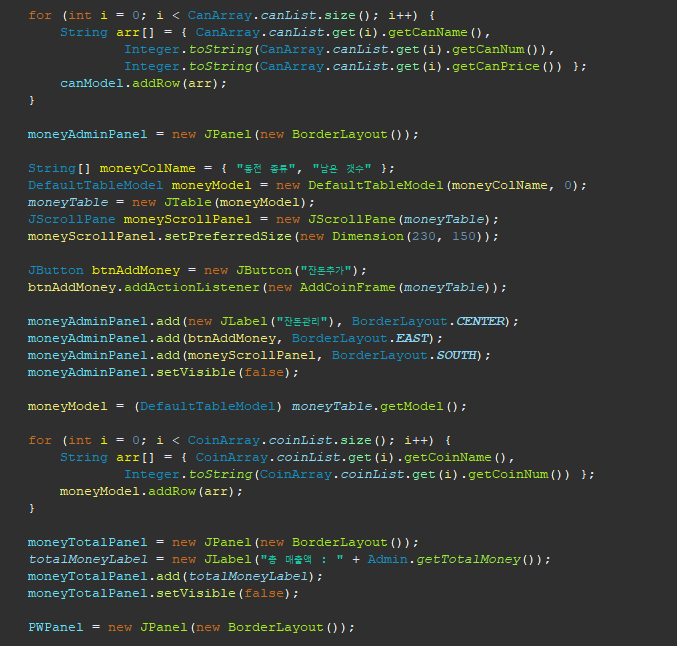 for (int i = 0; i < CanArray.canList.size(); i++) {
String arr[] = { CanArray.canList.get(i).getCanName(),
Integer.toString(CanArray.canList.get(i).getCanNum()),
Integer.toString(CanArray.canList.get(i).getCanPrice()) };
canModel.addRow(arr);
}
moneyAdminPanel = new JPanel(new BorderLayout());
String[] moneyColName = { "동전 종류", "남은 갯수" };
DefaultTableModel moneyModel = new DefaultTableModel(moneyColName, 0);
moneyTable = new JTable(moneyModel);
JScrollPane moneyScrollPanel = new JScrollPane(moneyTable);
moneyScrollPanel.setPreferredSize(new Dimension(230, 150));
JButton btnAddMoney = new JButton("잔돈추가");
btnAddMoney.addActionListener(new AddCoinFrame(moneyTable));
moneyAdminPanel.add(new JLabel("잔돈관리"), BorderLayout.CENTER);
moneyAdminPanel.add(btnAddMoney, BorderLayout.EAST);
moneyAdminPanel.add(moneyScrollPanel, BorderLayout.SOUTH);
moneyAdminPanel.setVisible(false);
moneyModel = (DefaultTableModel) moneyTable.getModel();
for (int i = 0; i < CoinArray.coinList.size(); i++) {
String arr[] = { CoinArray.coinList.get(i).getCoinName(),
Integer.toString(CoinArray.coinList.get(i).getCoinNum()) };
moneyModel.addRow(arr);
}
moneyTotalPanel = new JPanel(new BorderLayout());
totalMoneyLabel = new JLabel("총 매출액 : " + Admin.getTotalMoney());
moneyTotalPanel.add(totalMoneyLabel);
moneyTotalPanel.setVisible(false);
PWPanel = new JPanel(new BorderLayout());